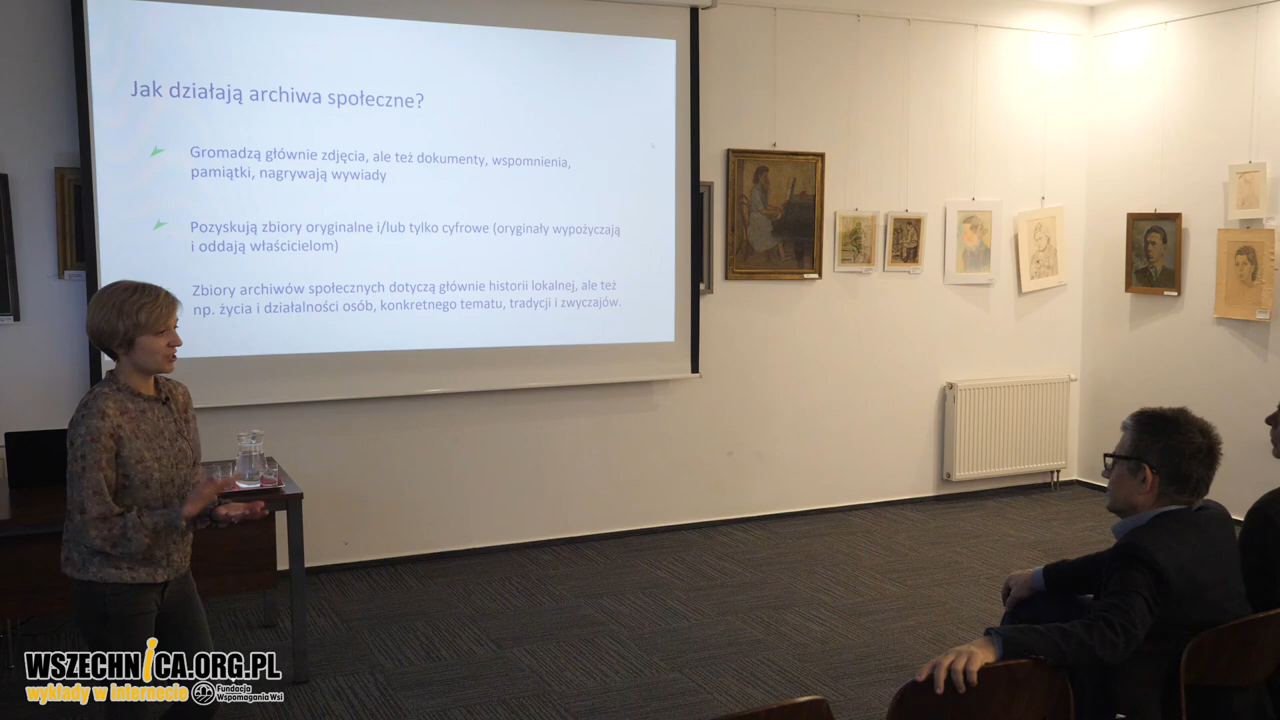 Jak działają archiwa społeczne?
Gromadzą głównie zdjęcia, ale też dokumenty, wspomnienia,
pamiątki, nagrywają wywiady
Pozyskują zbiory oryginalne i/lub tylko cyfrowe (oryginały wypożyczają
i oddają właścicielom)
Zbiory archiwów społecznych dotyczą głównie historii lokalnej, ale też
np. życia i działalności osób, konkretnego tematu, tradycji i zwyczajów.
WSZECHNICA.ORG.PL
wykłady w internecie
Fundacja
Wspomagania Wsi